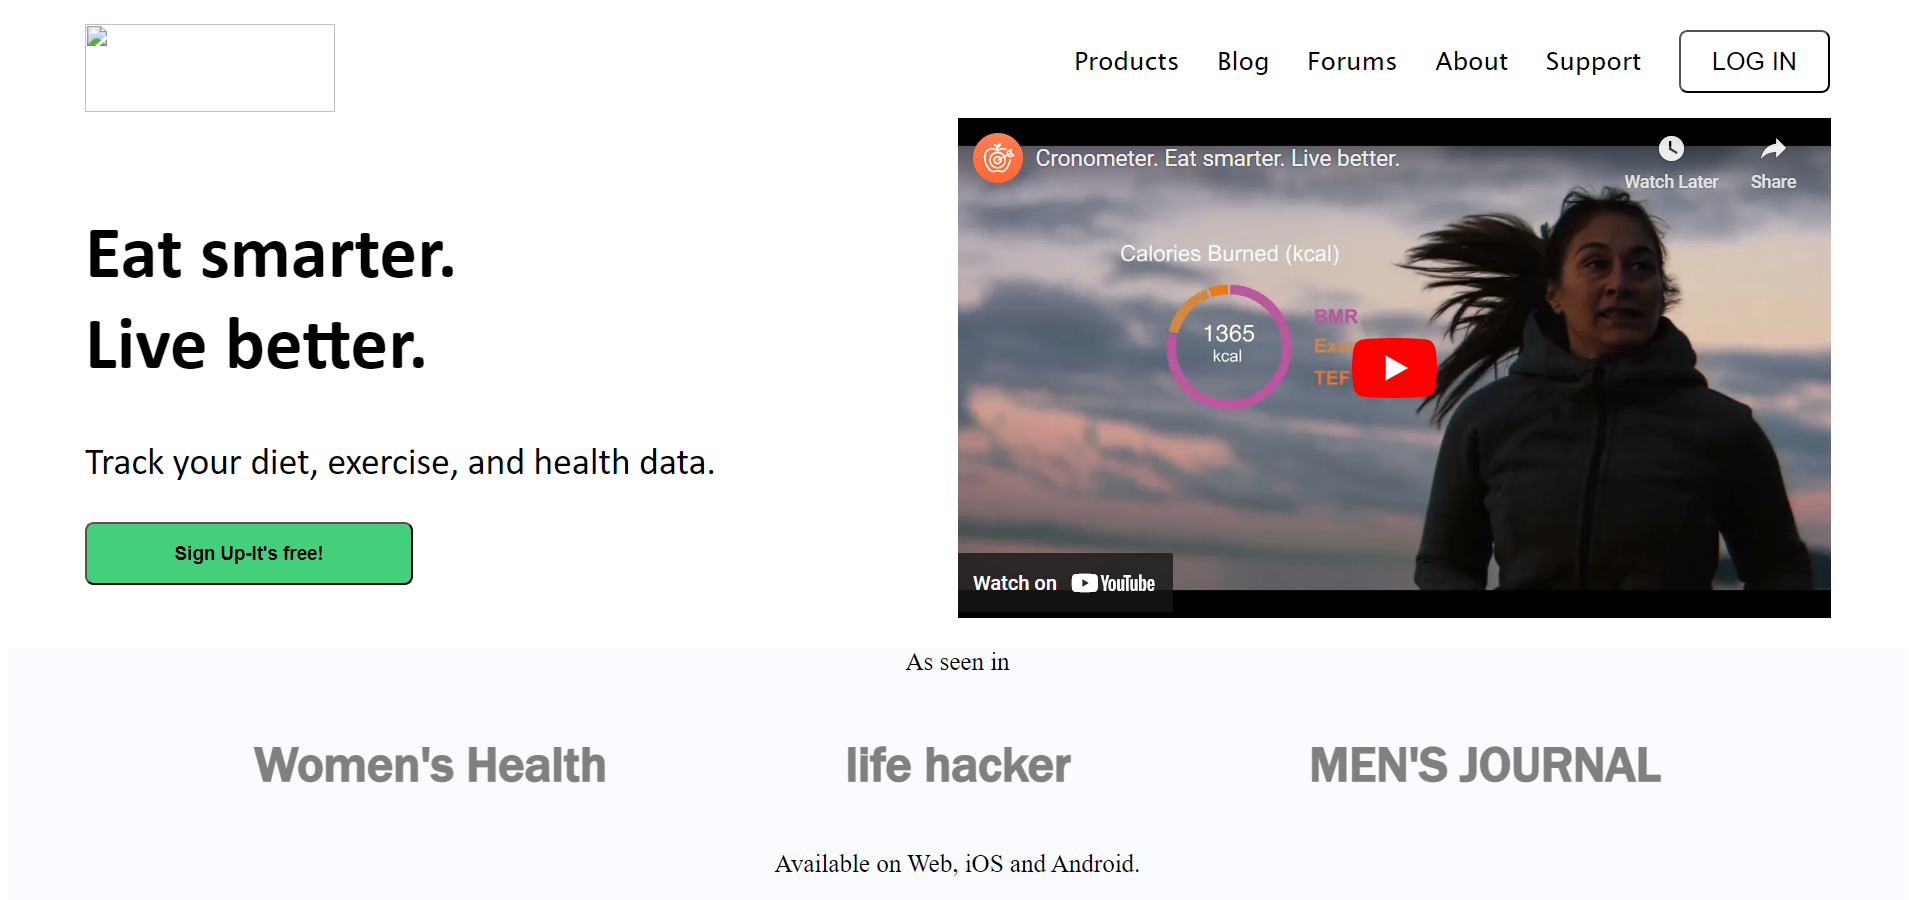 Products Blog Forums About Support LOG IN
Cronometer. Eat smarter. Live better.
Watch Later Share
Eat smarter.
Live better.
Calories Burned (kcal)
1365
kcal
BMR
TEF
Track your diet, exercise, and health data.
Sign Up-It's free!
Watch on YouTube
As seen in
Women's Health life hacker MEN'S JOURNAL
Available on Web, iOS and Android.